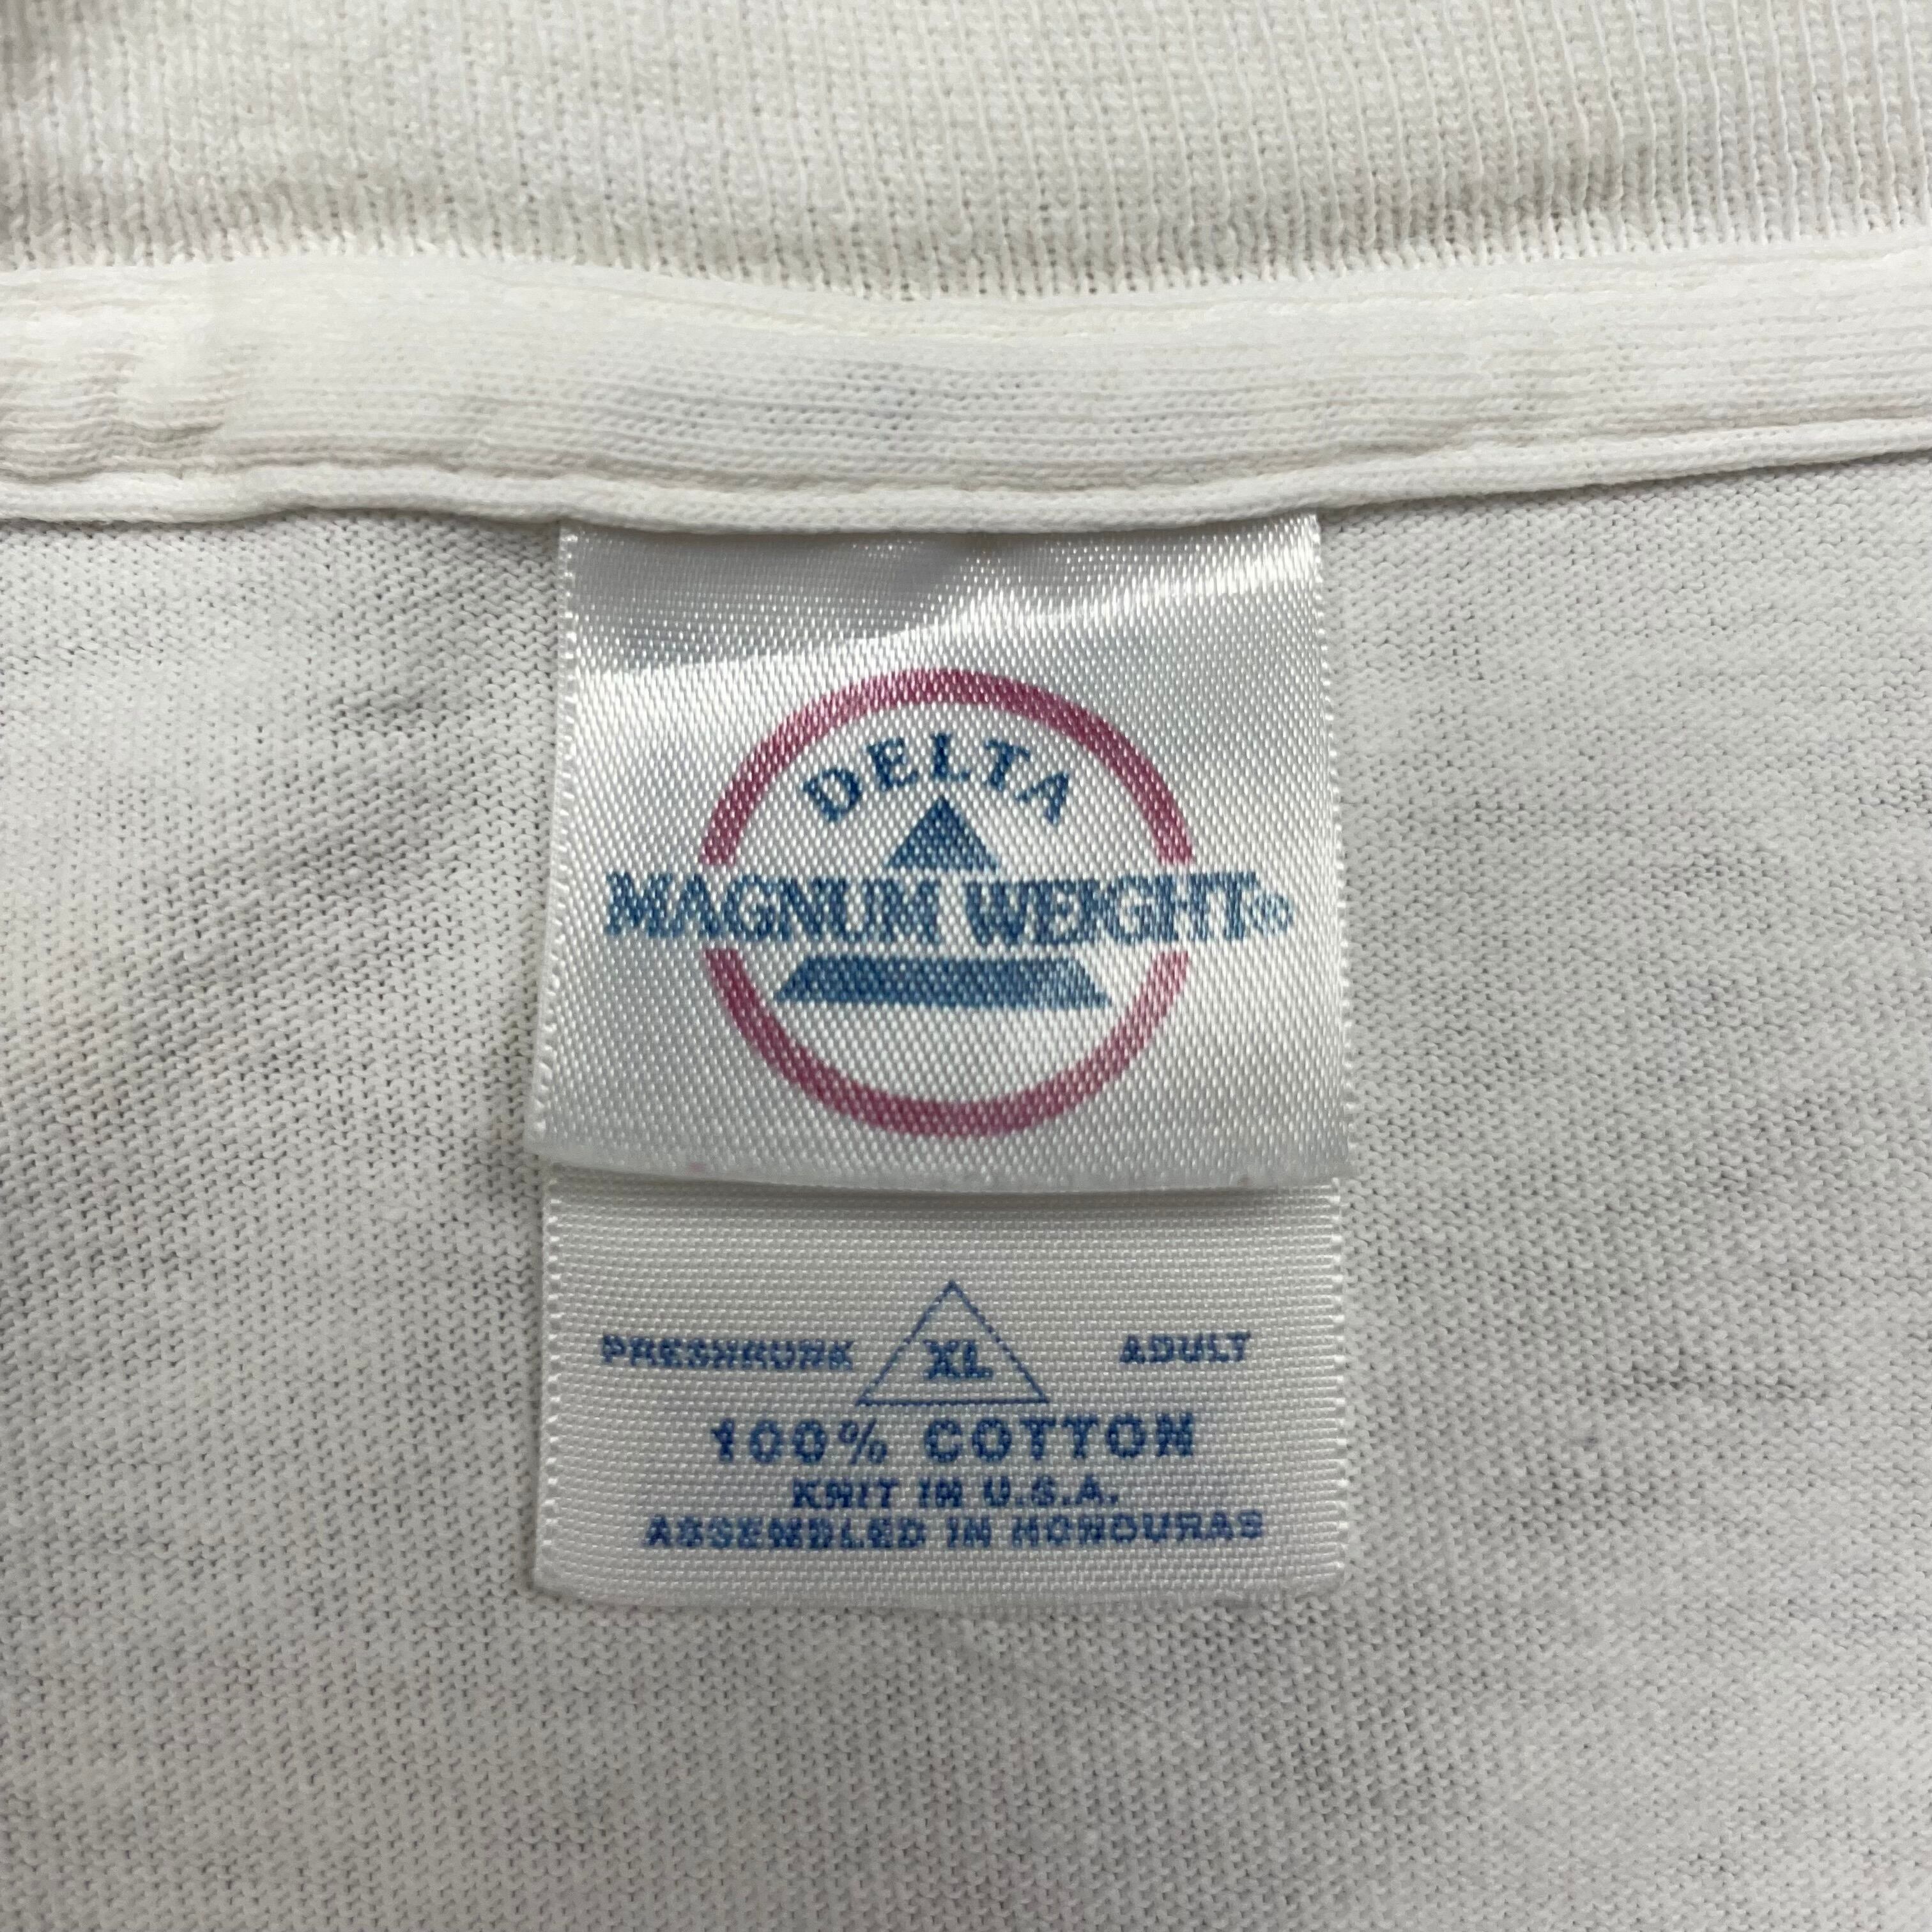 DELTA
MAGNUM WEIGHT®
PRESHRUNK XL ADULT
100% COTTON
KNIT IN U.S.A.
ASSEMBLED IN HONDURAS